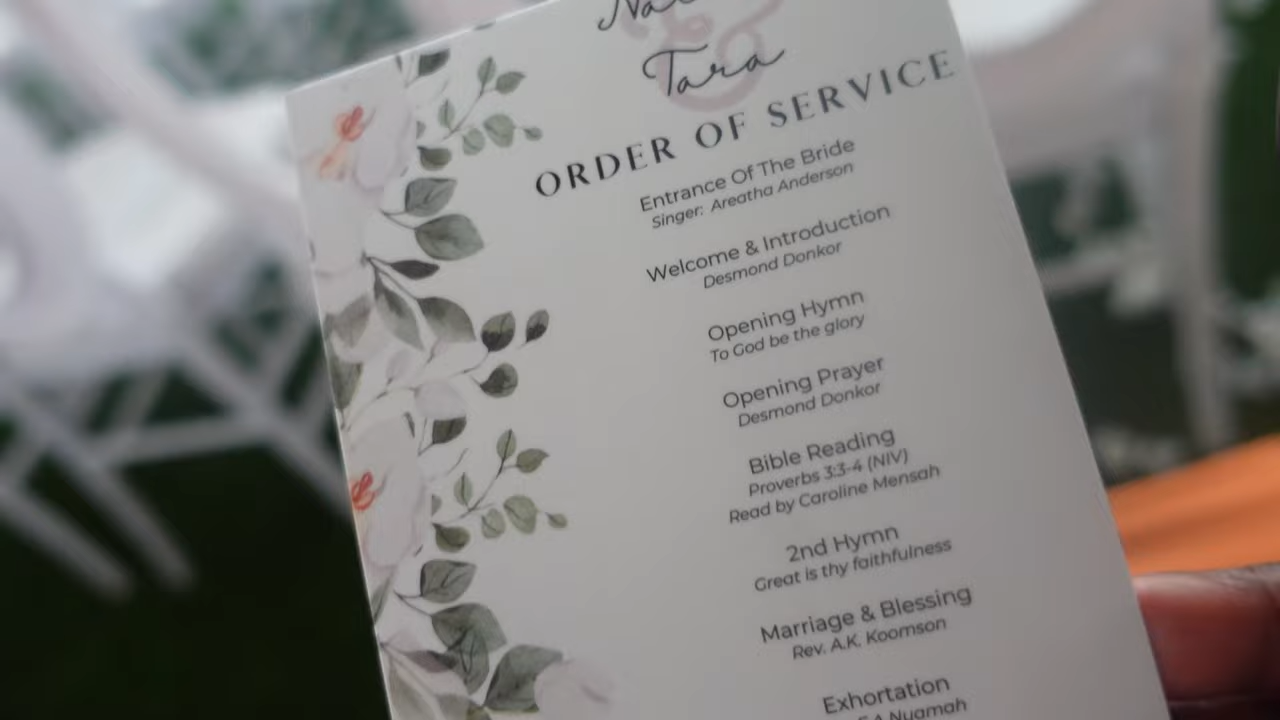 &
Tara
ORDER OF SERVICE
Entrance Of The Bride
Singer: Areatha Anderson
Welcome & Introduction
Desmond Donkor
Opening Hymn
To God be the glory
Opening Prayer
Desmond Donkor
Bible Reading
Proverbs 3:3-4 (NIV)
Read by Caroline Mensah
2nd Hymn
Great is thy faithfulness
Marriage & Blessing
Rev. A.K. Koomson
Exhortation
Nyamah